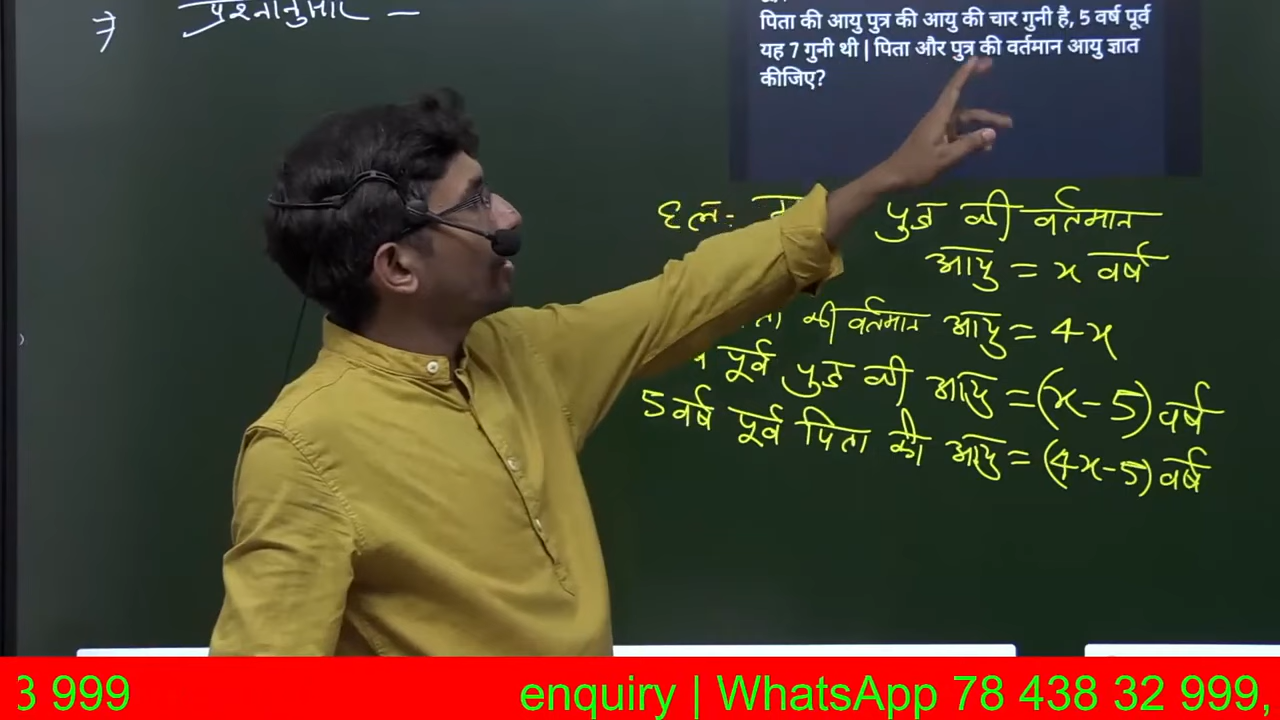 ⇒ प्रश्नानुसार –
पिता की आयु पुत्र की आयु की चार गुनी है, 5 वर्ष पूर्व
यह 7 गुनी थी | पिता और पुत्र की वर्तमान आयु ज्ञात
कीजिए?
हल:- पुत्र की वर्तमान
आयु = x वर्ष
की वर्तमान आयु = 4x
पूर्व पुत्र की आयु = (x-5) वर्ष
5 वर्ष पूर्व पिता की आयु = (4x-5) वर्ष
3 999 enquiry | WhatsApp 78 438 32 999,